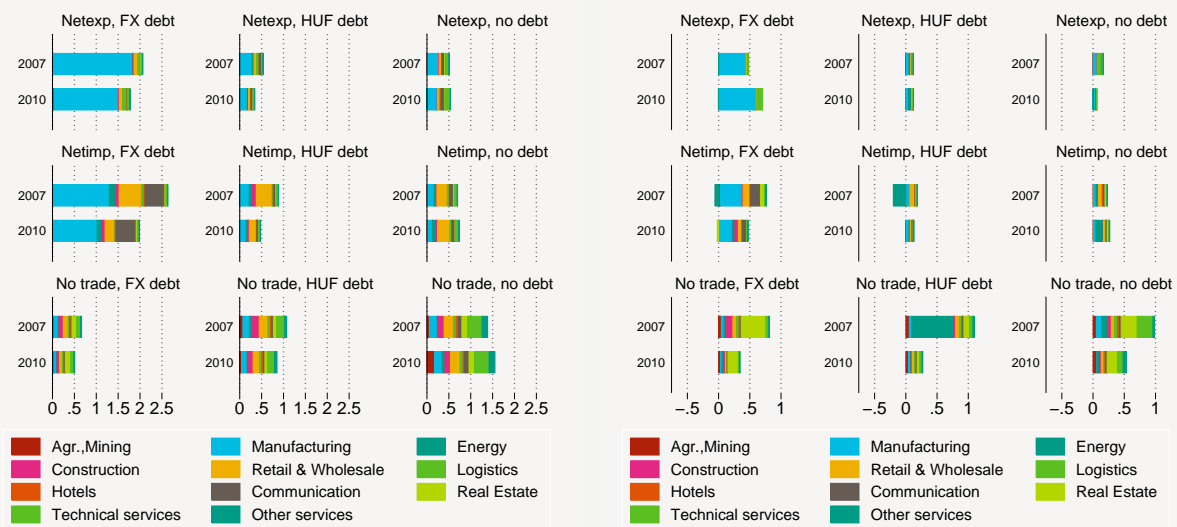 Netexp, FX debt Netexp, HUF debt Netexp, no debt
2007 2007 2007
2010 2010 2010
Netimp, FX debt Netimp, HUF debt Netimp, no debt
2007 2007 2007
2010 2010 2010
No trade, FX debt No trade, HUF debt No trade, no debt
2007 2007 2007
2010 2010 2010
0 .5 1 1.5 2 2.5 0 .5 1 1.5 2 2.5 0 .5 1 1.5 2 2.5
Agr.,Mining Manufacturing Energy
Construction Retail & Wholesale Logistics
Hotels Communication Real Estate
Technical services Other services
Netexp, FX debt Netexp, HUF debt Netexp, no debt
2007 2007 2007
2010 2010 2010
Netimp, FX debt Netimp, HUF debt Netimp, no debt
2007 2007 2007
2010 2010 2010
No trade, FX debt No trade, HUF debt No trade, no debt
2007 2007 2007
2010 2010 2010
−.5 0 .5 1 −.5 0 .5 1 −.5 0 .5 1
Agr.,Mining Manufacturing Energy
Construction Retail & Wholesale Logistics
Hotels Communication Real Estate
Technical services Other services